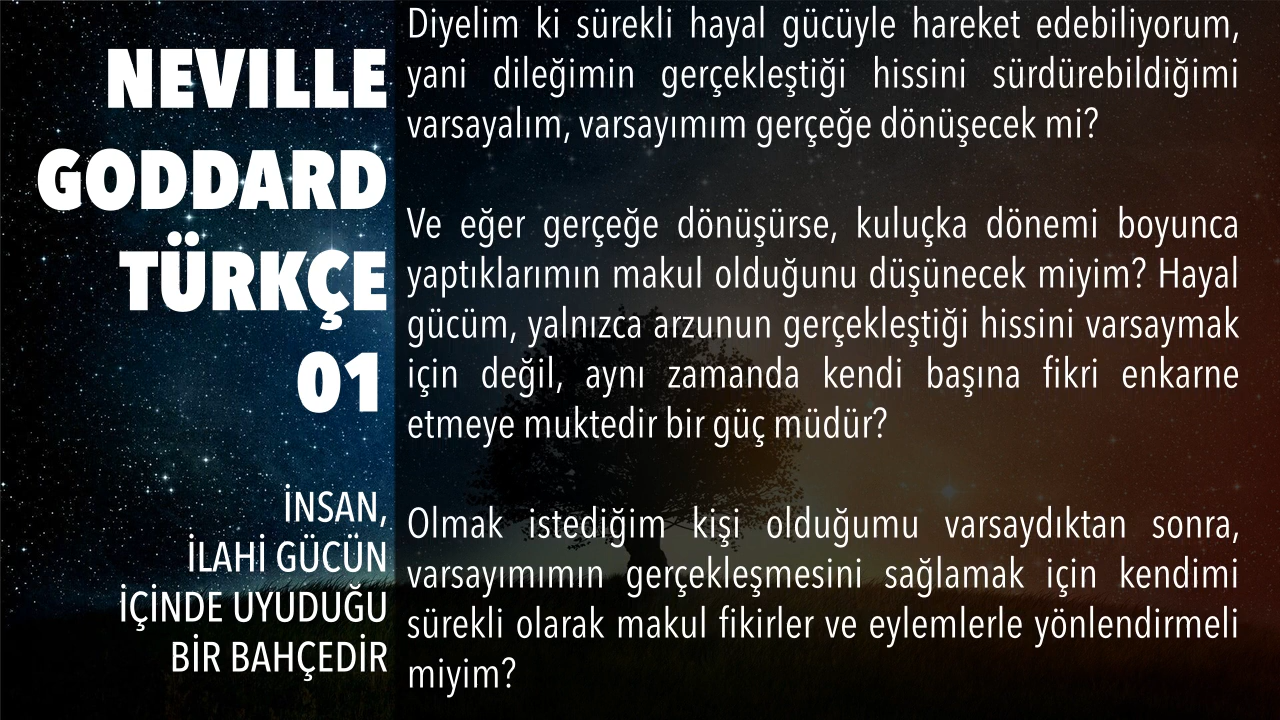 NEVILLE
GODDARD
TÜRKÇE
01
İNSAN,
İLAHİ GÜCÜN
İÇİNDE UYUDUĞU
BİR BAHÇEDİR
Diyelim ki sürekli hayal gücüyle hareket edebiliyorum,
yani dileğimin gerçekleştiği hissini sürdürebildiğimi
varsayalım, varsayımım gerçeğe dönüşecek mi?
Ve eğer gerçeğe dönüşürse, kuluçka dönemi boyunca
yaptıklarımın makul olduğunu düşünecek miyim? Hayal
gücüm, yalnızca arzunun gerçekleştiği hissini varsaymak
için değil, aynı zamanda kendi başına fikri enkarne
etmeye muktedir bir güç müdür?
Olmak istediğim kişi olduğumu varsaydıktan sonra,
varsayımımın gerçekleşmesini sağlamak için kendimi
sürekli olarak makul fikirler ve eylemlerle yönlendirmeli
miyim?